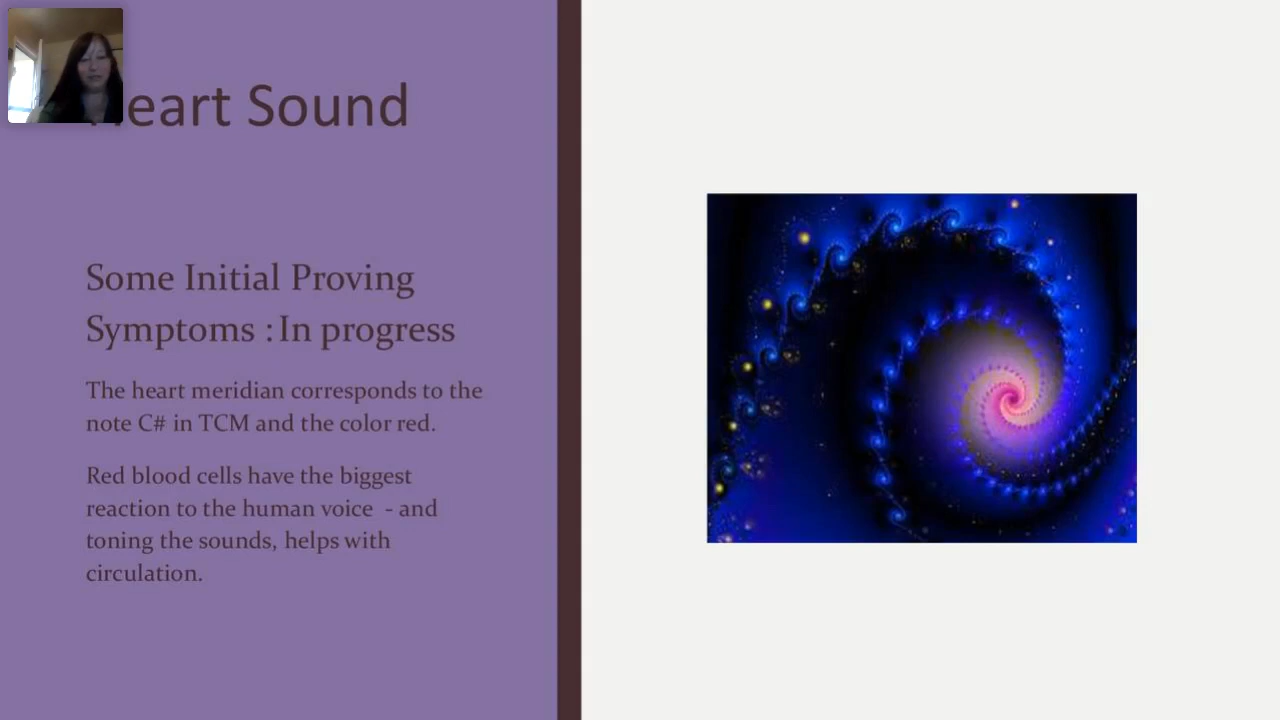 Heart Sound
Some Initial Proving
Symptoms : In progress
The heart meridian corresponds to the
note C# in TCM and the color red.
Red blood cells have the biggest
reaction to the human voice - and
toning the sounds, helps with
circulation.